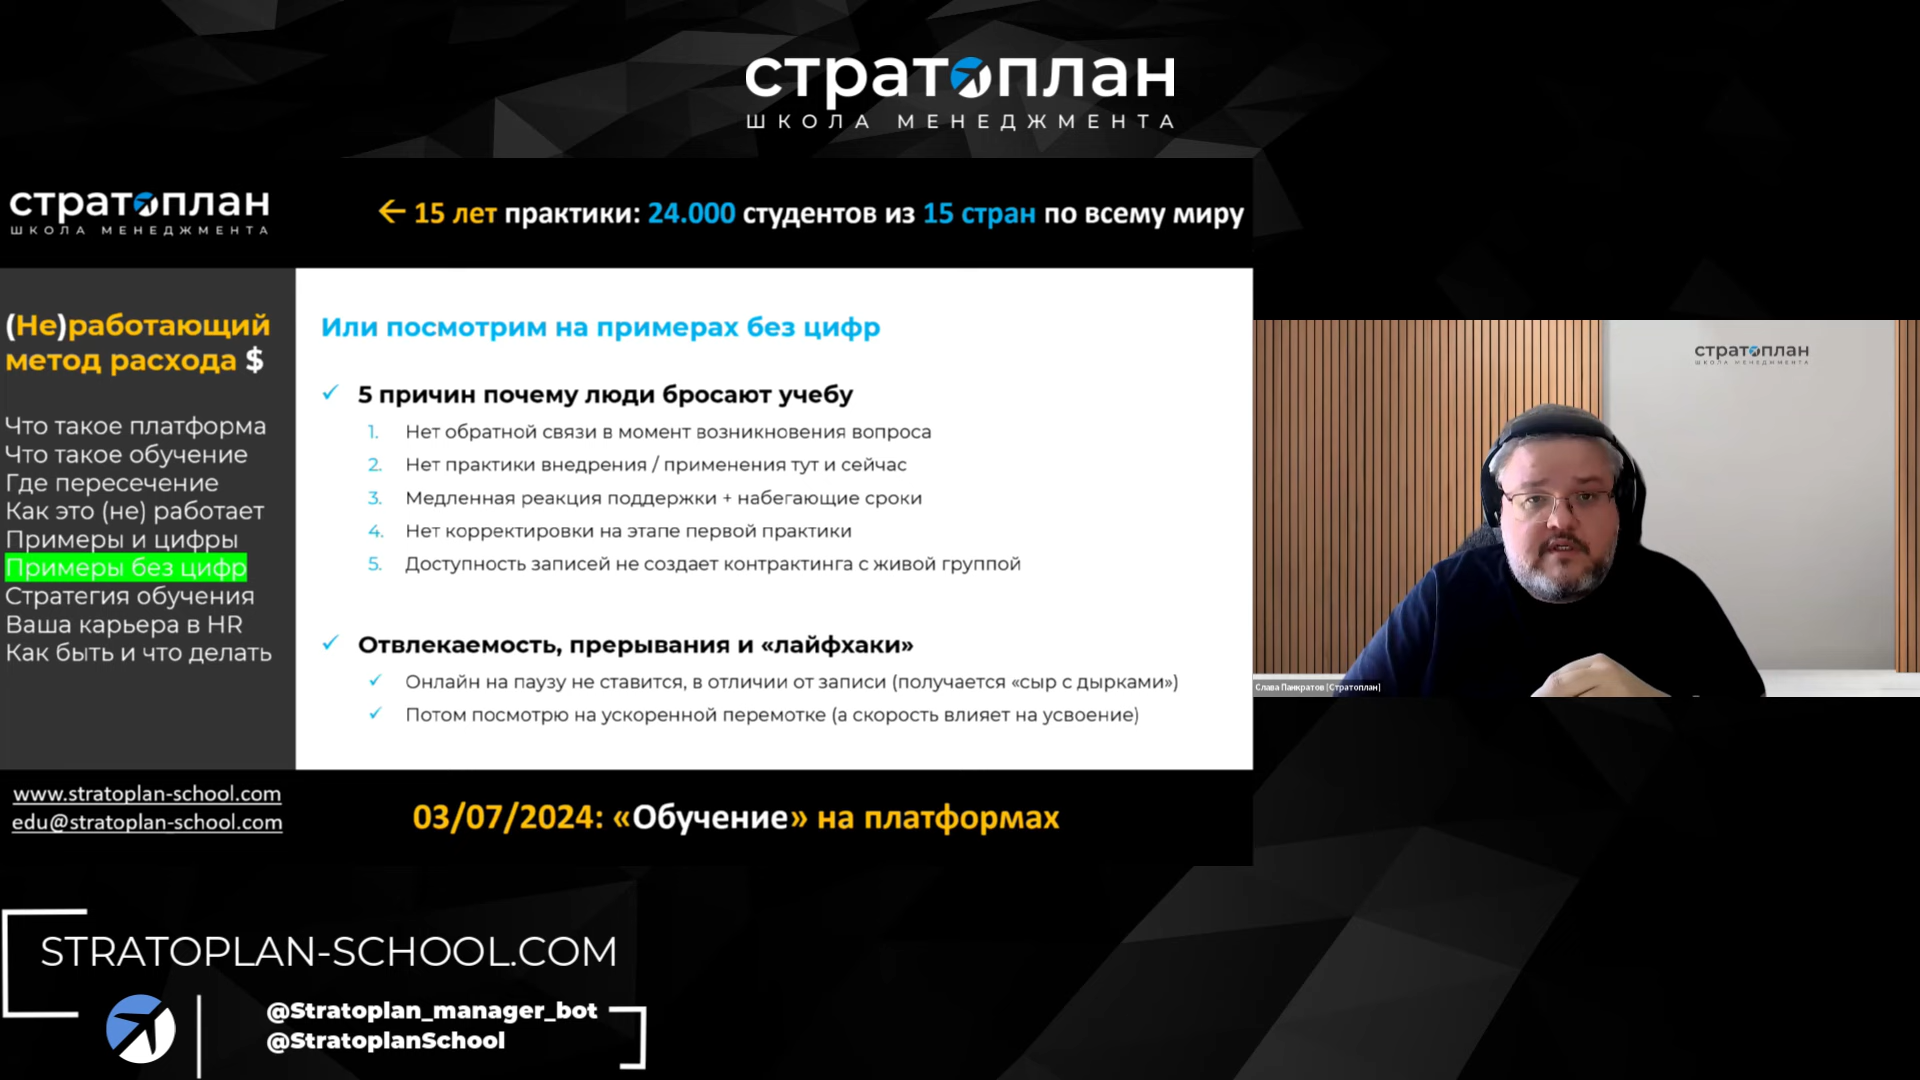 стратоплан
ШКОЛА МЕНЕДЖМЕНТА
стратоплан
ШКОЛА МЕНЕДЖМЕНТА
← 15 лет практики: 24.000 студентов из 15 стран по всему миру
(Не)работающий
метод расхода $
Что такое платформа
Что такое обучение
Где пересечение
Как это (не) работает
Примеры и цифры
Примеры без цифр
Стратегия обучения
Ваша карьера в HR
Как быть и что делать
Или посмотрим на примерах без цифр
✓ 5 причин почему люди бросают учебу
1. Нет обратной связи в момент возникновения вопроса
2. Нет практики внедрения / применения тут и сейчас
3. Медленная реакция поддержки + набегающие сроки
4. Нет корректировки на этапе первой практики
5. Доступность записей не создает контрактинга с живой группой
✓ Отвлекаемость, прерывания и «лайфхаки»
✓ Онлайн на паузу не ставится, в отличии от записи (получается «сыр с дырками»)
✓ Потом посмотрю на ускоренной перемотке (а скорость влияет на усвоение)
стратоплан
ШКОЛА МЕНЕДЖМЕНТА
Слава Панкратов [Стратоплан]
www.stratoplan-school.com
edu@stratoplan-school.com
03/07/2024: «Обучение» на платформах
STRATOPLAN-SCHOOL.COM
@Stratoplan_manager_bot
@StratoplanSchool